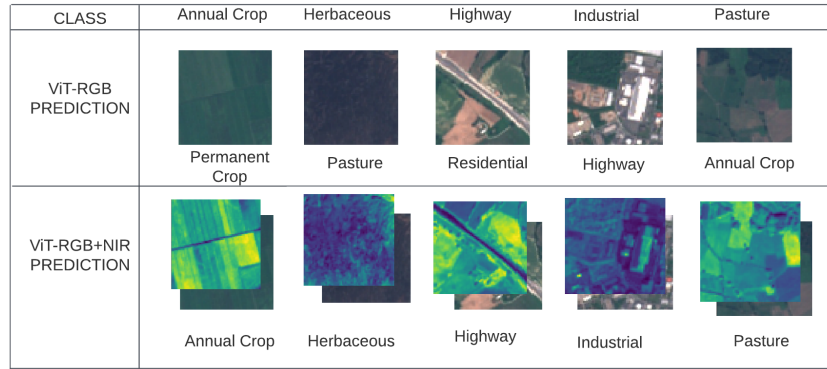 CLASS Annual Crop Herbaceous Highway Industrial Pasture
ViT-RGB
PREDICTION
Permanent
Crop
Pasture Residential Highway Annual Crop
ViT-RGB+NIR
PREDICTION
Annual Crop Herbaceous Highway Industrial Pasture